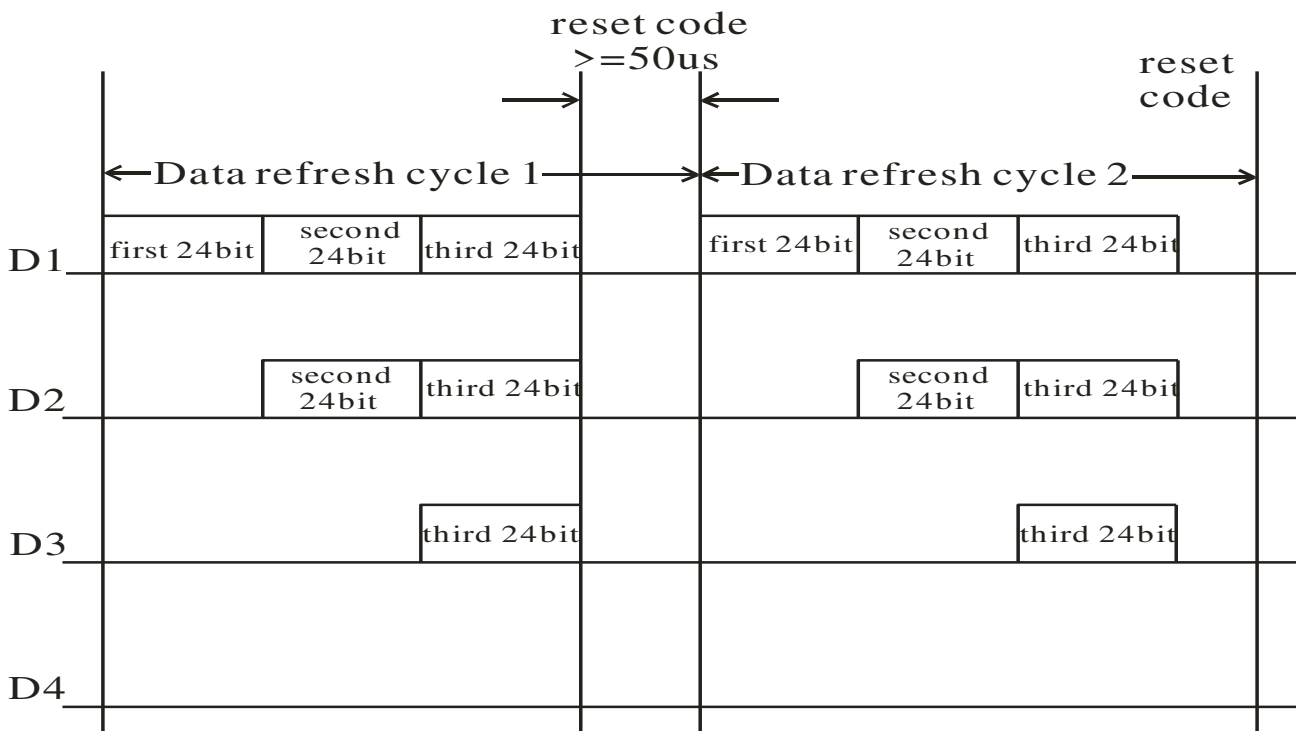 reset code
>=50us
reset
code
Data refresh cycle 1
Data refresh cycle 2
D1
first 24bit
second
24bit
third 24bit
first 24bit
second
24bit
third 24bit
D2
second
24bit
third 24bit
second
24bit
third 24bit
D3
third 24bit
third 24bit
D4